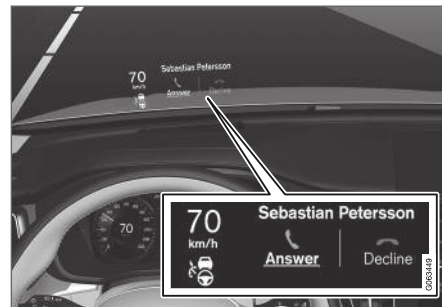 70
km/h
Sebastian Petersson
Answer
Decline
70
70
km/h
Sebastian Petersson
Answer
Decline
G063449